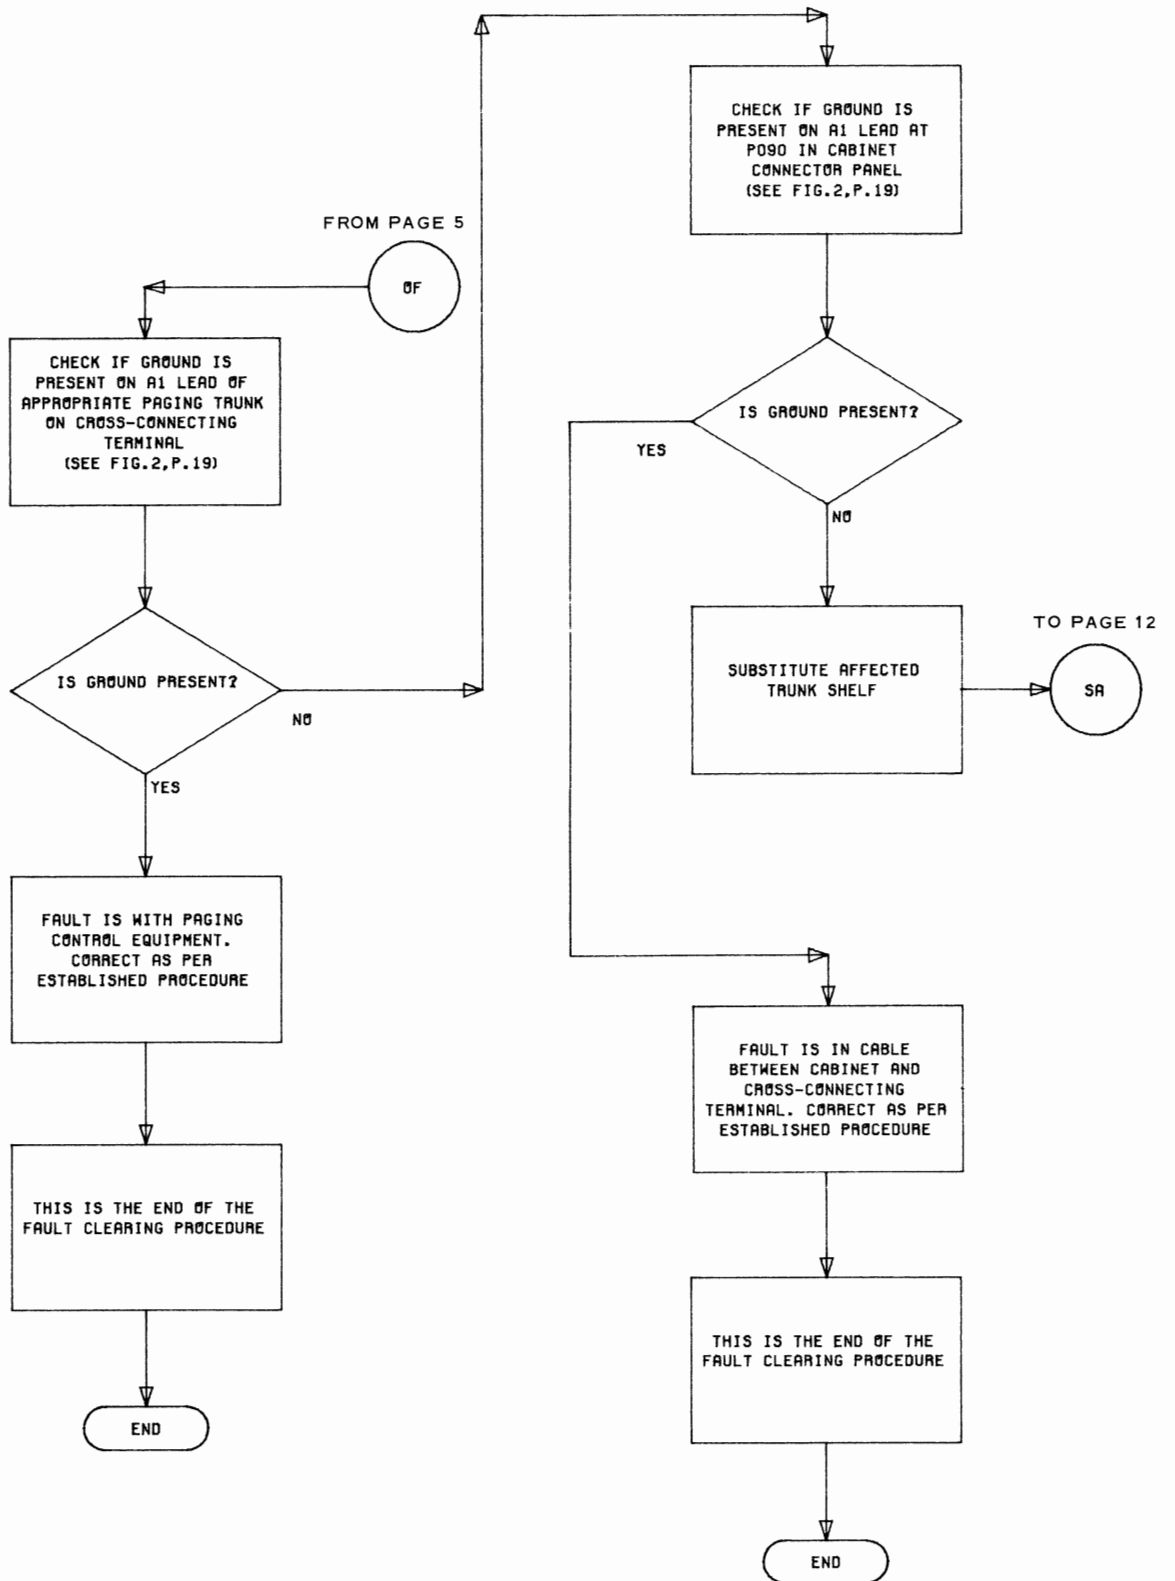 FROM PAGE 5
OF
CHECK IF GROUND IS
PRESENT ON A1 LEAD OF
APPROPRIATE PAGING TRUNK
ON CROSS-CONNECTING
TERMINAL
(SEE FIG.2,P.19)
IS GROUND PRESENT?
NO
YES
FAULT IS WITH PAGING
CONTROL EQUIPMENT.
CORRECT AS PER
ESTABLISHED PROCEDURE
THIS IS THE END OF THE
FAULT CLEARING PROCEDURE
END
CHECK IF GROUND IS
PRESENT ON A1 LEAD AT
P090 IN CABINET
CONNECTOR PANEL
(SEE FIG.2,P.19)
IS GROUND PRESENT?
YES
NO
SUBSTITUTE AFFECTED
TRUNK SHELF
TO PAGE 12
SA
FAULT IS IN CABLE
BETWEEN CABINET AND
CROSS-CONNECTING
TERMINAL. CORRECT AS PER
ESTABLISHED PROCEDURE
THIS IS THE END OF THE
FAULT CLEARING PROCEDURE
END